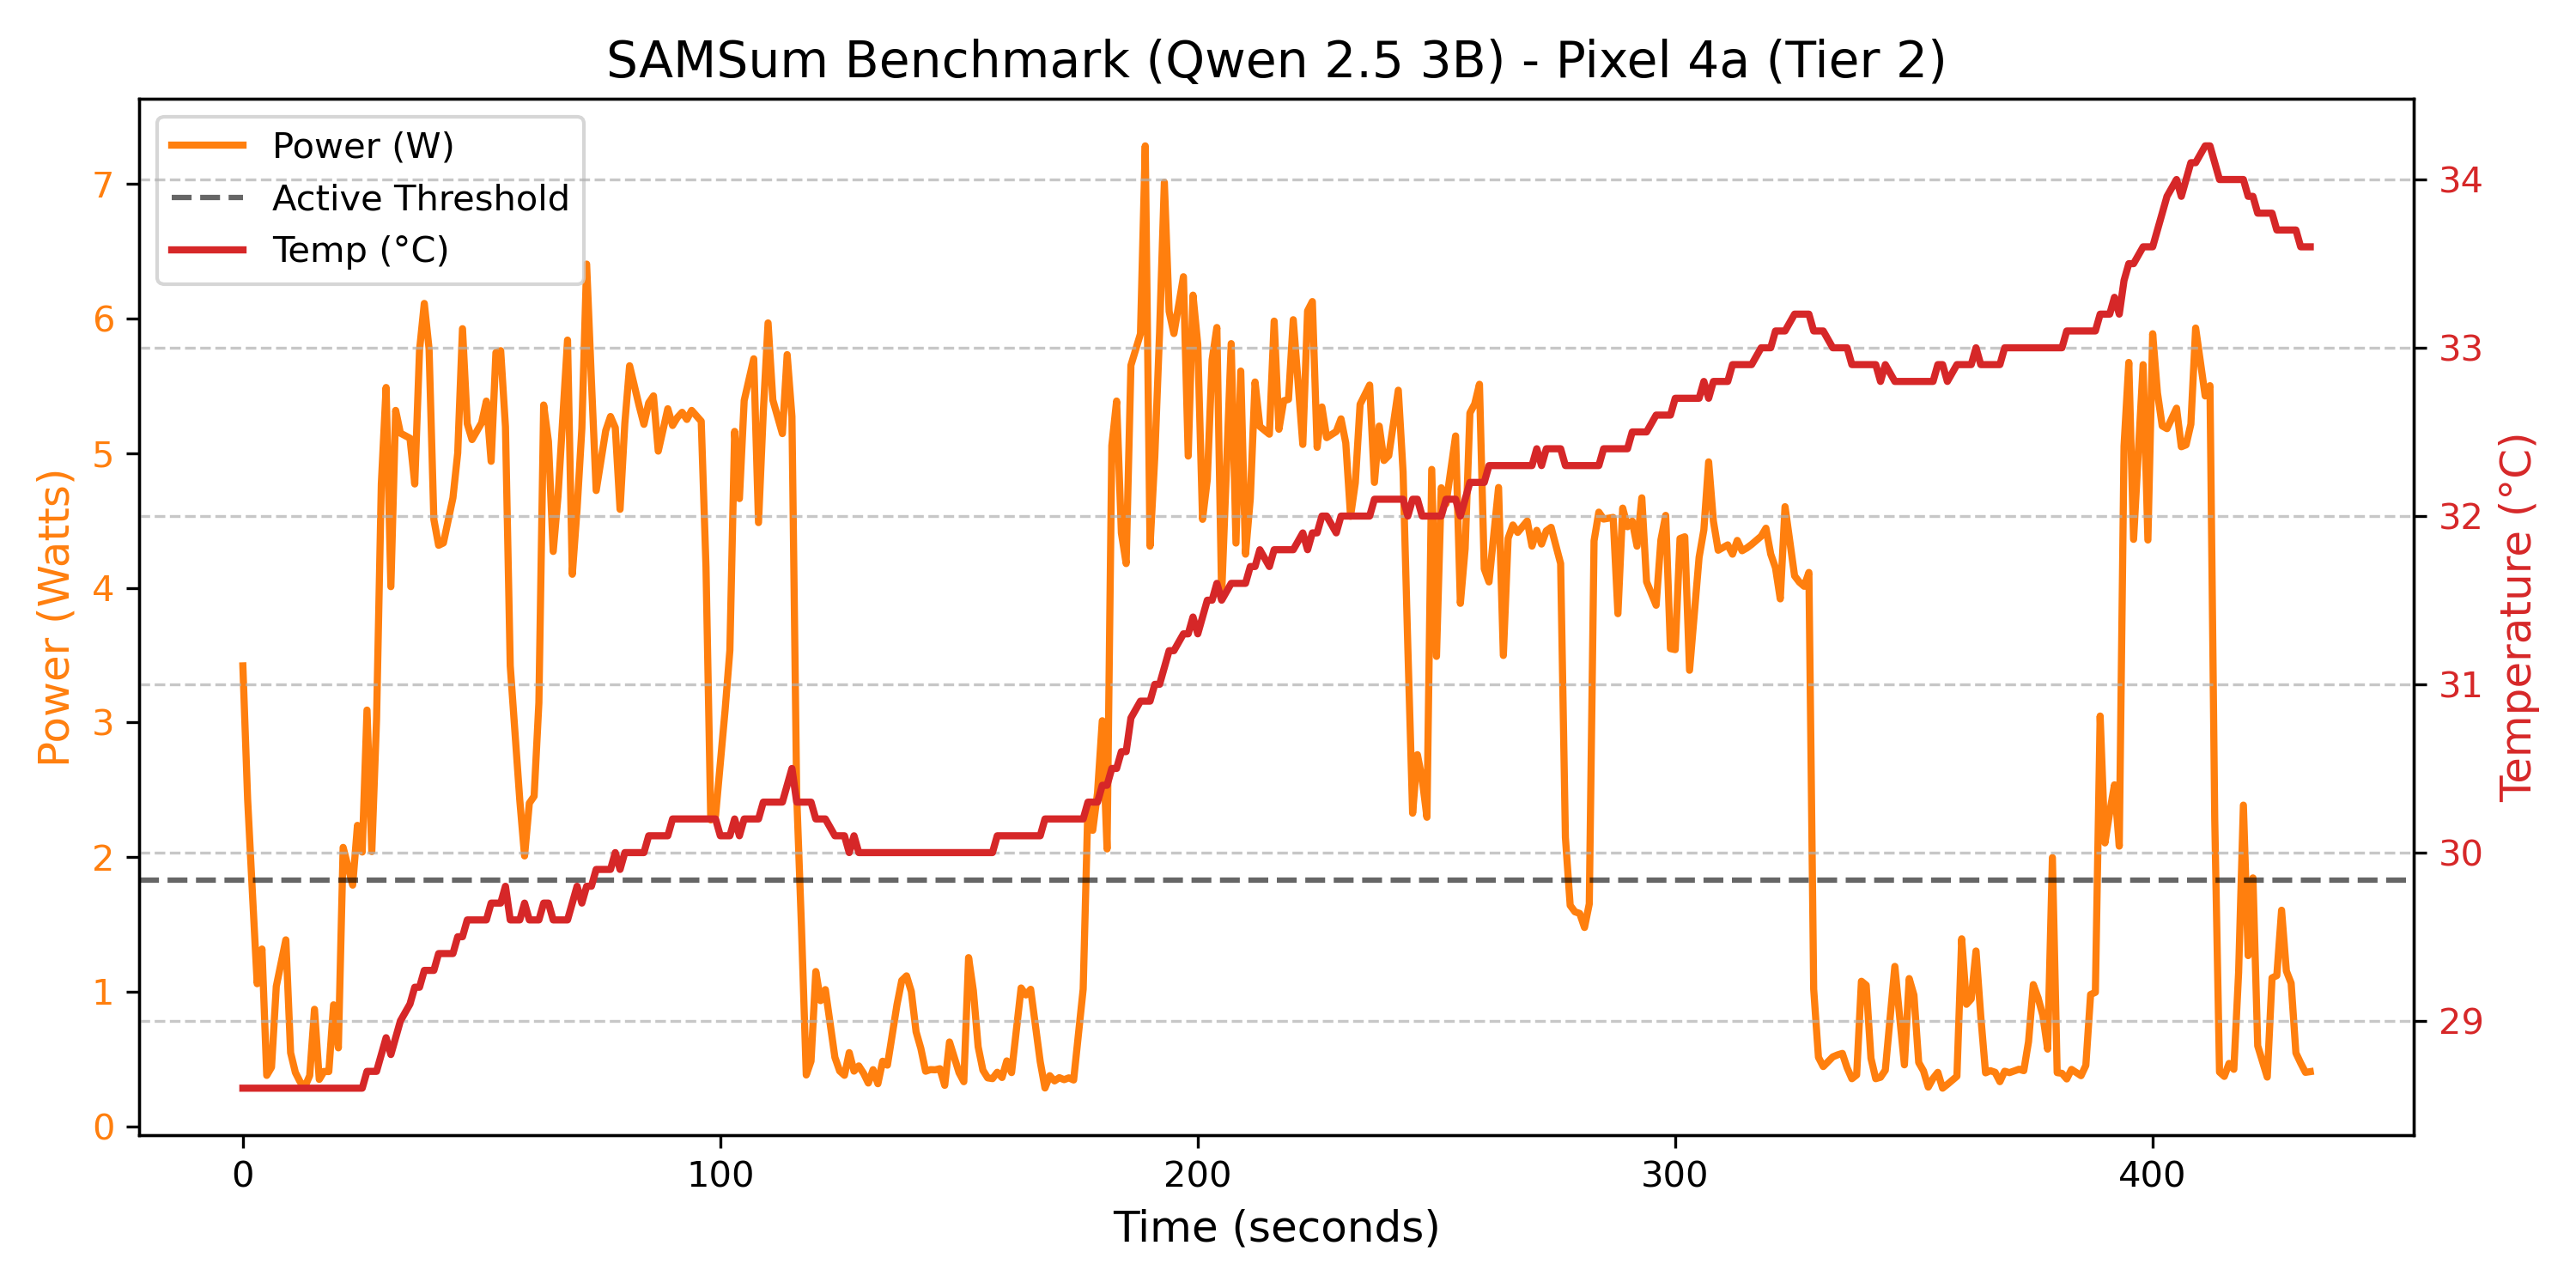 SAMSum Benchmark (Qwen 2.5 3B) - Pixel 4a (Tier 2)
Power (W)
Active Threshold
Temp (°C)
7
6
5
4
3
2
1
0
Power (Watts)
34
33
32
31
30
29
Temperature (°C)
0 100 200 300 400
Time (seconds)